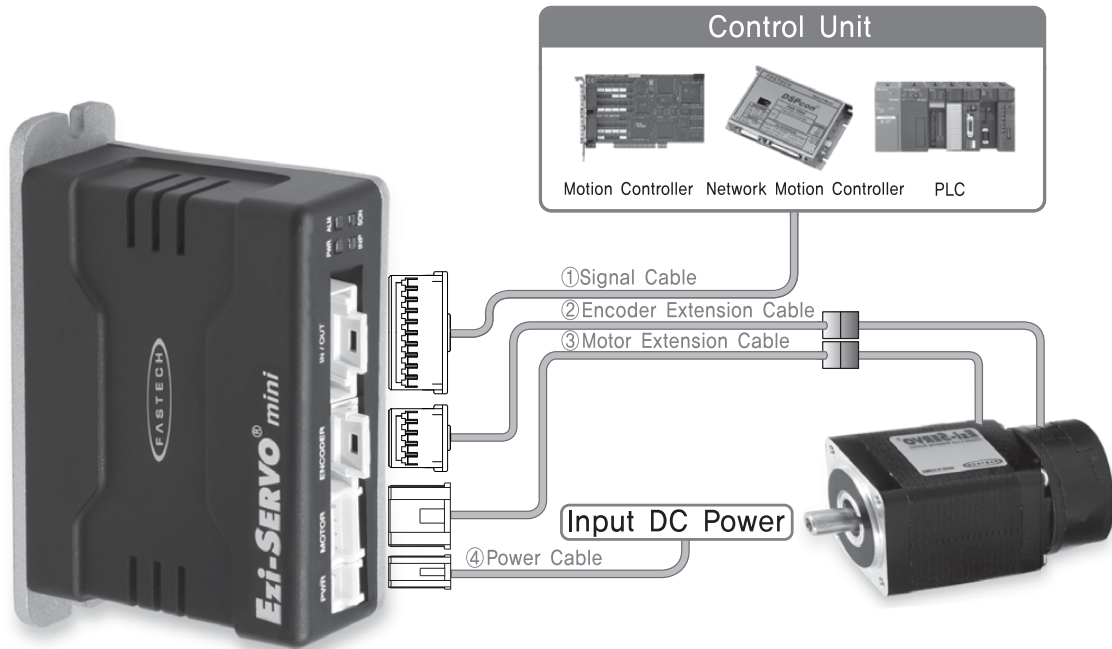 Control Unit
DSPcon
Motion Controller
Network Motion Controller
PLC
PWR
ALM
INP
SON
①Signal Cable
②Encoder Extension Cable
③Motor Extension Cable
IN / OUT
ENCODER
MOTOR
PWR
FASTECH
Ezi-SERVO® mini
Ezi-SERVO
Input DC Power
④Power Cable